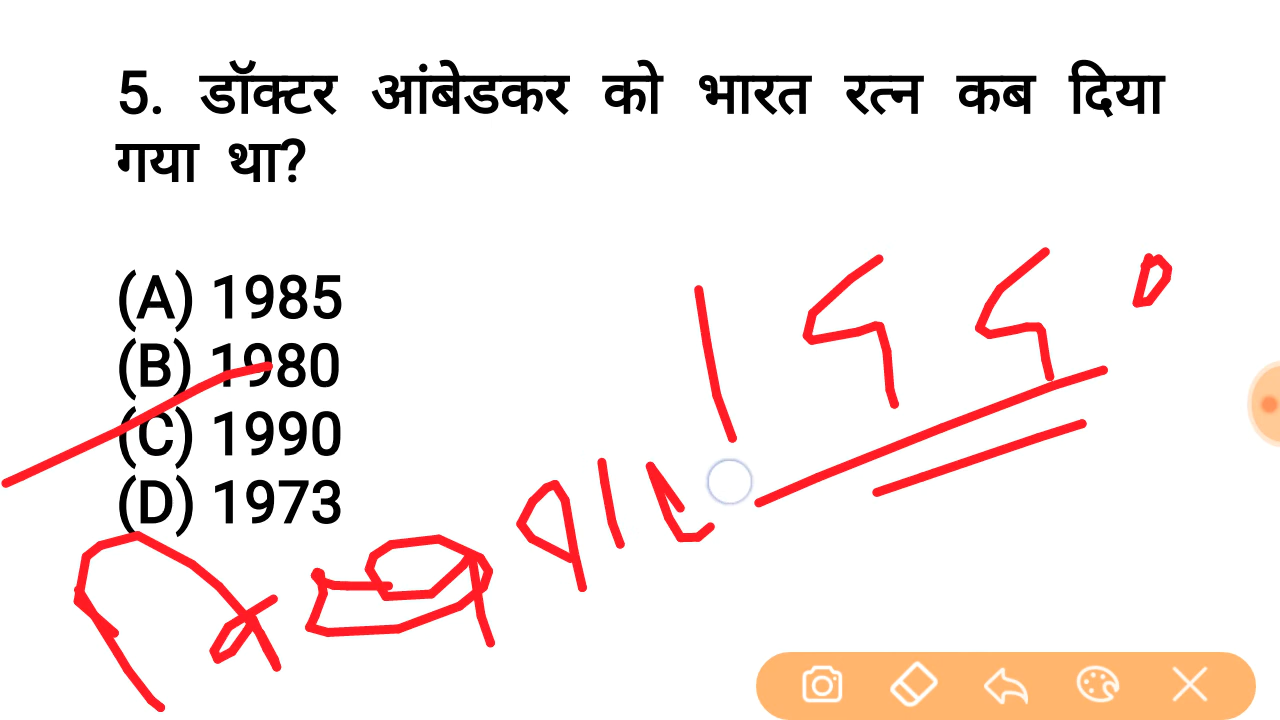 5. डॉक्टर आंबेडकर को भारत रत्न कब दिया
गया था?
(A) 1985
(B) 1980
(C) 1990
(D) 1973
1990